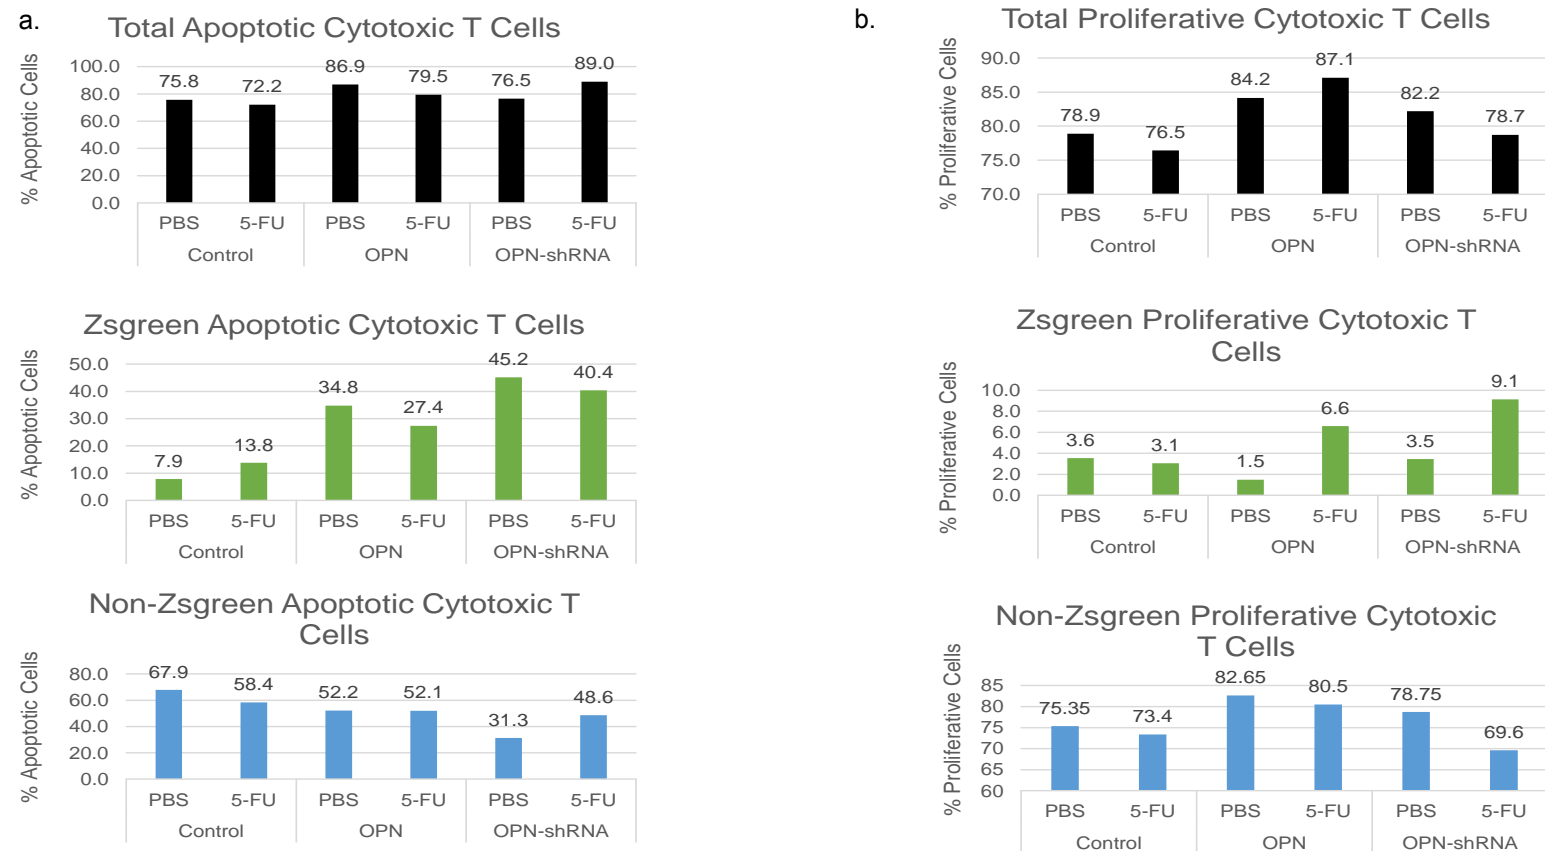 a.
Total Apoptotic Cytotoxic T Cells
% Apoptotic Cells
100.0
80.0
60.0
40.0
20.0
0.0
75.8
72.2
86.9
79.5
76.5
89.0
PBS 5-FU PBS 5-FU PBS 5-FU
Control OPN OPN-shRNA
Zsgreen Apoptotic Cytotoxic T Cells
% Apoptotic Cells
50.0
40.0
30.0
20.0
10.0
0.0
7.9
13.8
34.8
27.4
45.2
40.4
PBS 5-FU PBS 5-FU PBS 5-FU
Control OPN OPN-shRNA
Non-Zsgreen Apoptotic Cytotoxic T
Cells
% Apoptotic Cells
80.0
60.0
40.0
20.0
0.0
67.9
58.4
52.2
52.1
31.3
48.6
PBS 5-FU PBS 5-FU PBS 5-FU
Control OPN OPN-shRNA
b.
Total Proliferative Cytotoxic T Cells
% Proliferative Cells
90.0
85.0
80.0
75.0
70.0
78.9
76.5
84.2
87.1
82.2
78.7
PBS 5-FU PBS 5-FU PBS 5-FU
Control OPN OPN-shRNA
Zsgreen Proliferative Cytotoxic T
Cells
% Proliferative Cells
10.0
8.0
6.0
4.0
2.0
0.0
3.6
3.1
1.5
6.6
3.5
9.1
PBS 5-FU PBS 5-FU PBS 5-FU
Control OPN OPN-shRNA
Non-Zsgreen Proliferative Cytotoxic
T Cells
% Proliferative Cells
85
80
75
70
65
60
75.35
73.4
82.65
80.5
78.75
69.6
PBS 5-FU PBS 5-FU PBS 5-FU
Control OPN OPN-shRNA